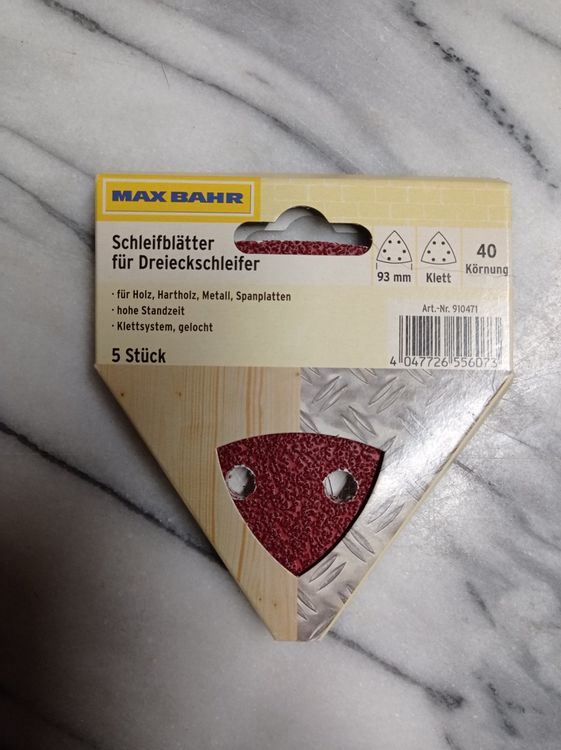 MAX BAHR
Schleifblätter
für Dreieckschleifer
· für Holz, Hartholz, Metall, Spanplatten
· hohe Standzeit
· Klettsystem, gelocht
5 Stück
93 mm
Klett
40
Körnung
Art.-Nr. 910471
4 047726 556073